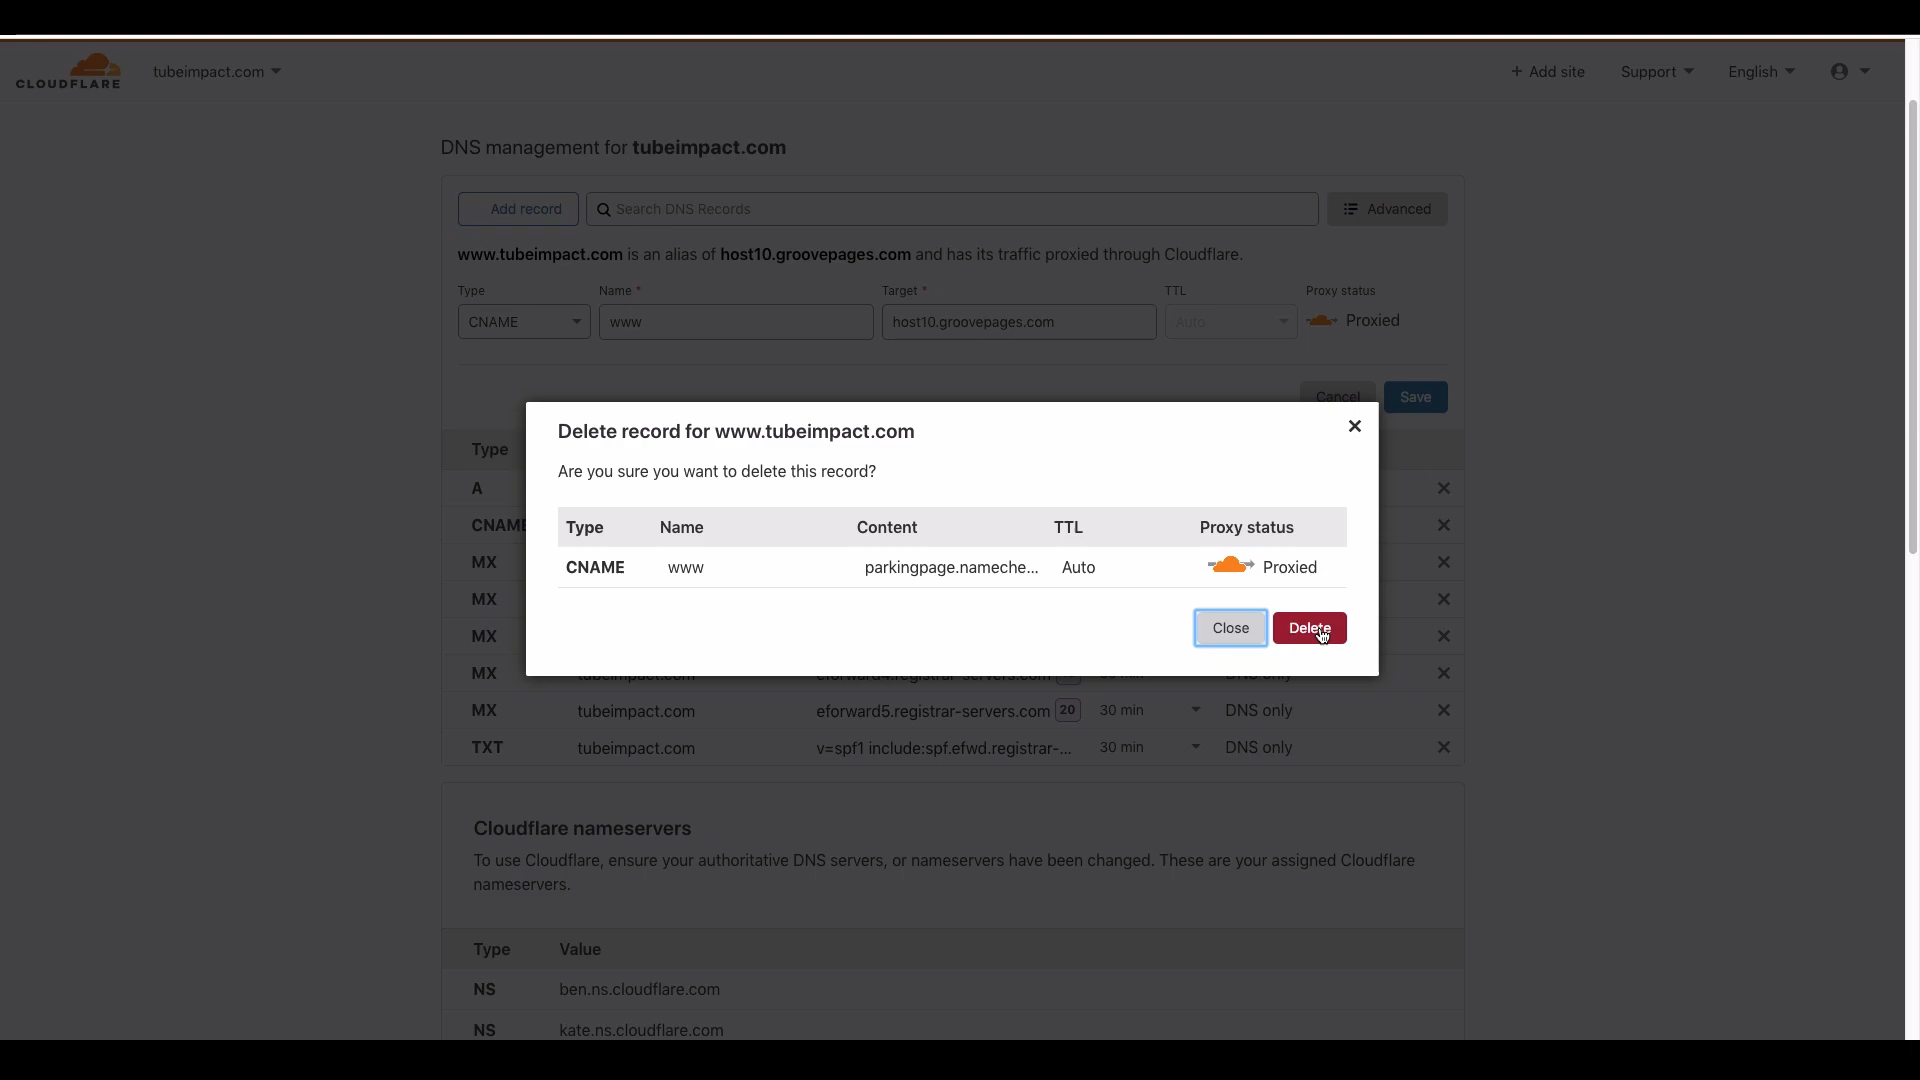 CLOUDFLARE
tubeimpact.com
+ Add site
Support
English
DNS management for tubeimpact.com
Add record
Search DNS Records
Advanced
www.tubeimpact.com is an alias of host10.groovepages.com and has its traffic proxied through Cloudflare.
Type
Name *
Target *
TTL
Proxy status
CNAME
www
host10.groovepages.com
Auto
Proxied
Cancel
Save
Type
A
CNAME
MX
MX
MX
MX
Delete record for www.tubeimpact.com
Are you sure you want to delete this record?
Type Name Content TTL Proxy status
CNAME www parkingpage.nameche... Auto Proxied
Close
Delete
MX tubeimpact.com eforward5.registrar-servers.com 20 30 min DNS only
TXT tubeimpact.com v=spf1 include:spf.efwd.registrar-... 30 min DNS only
Cloudflare nameservers
To use Cloudflare, ensure your authoritative DNS servers, or nameservers have been changed. These are your assigned Cloudflare
nameservers.
Type Value
NS ben.ns.cloudflare.com
NS kate.ns.cloudflare.com